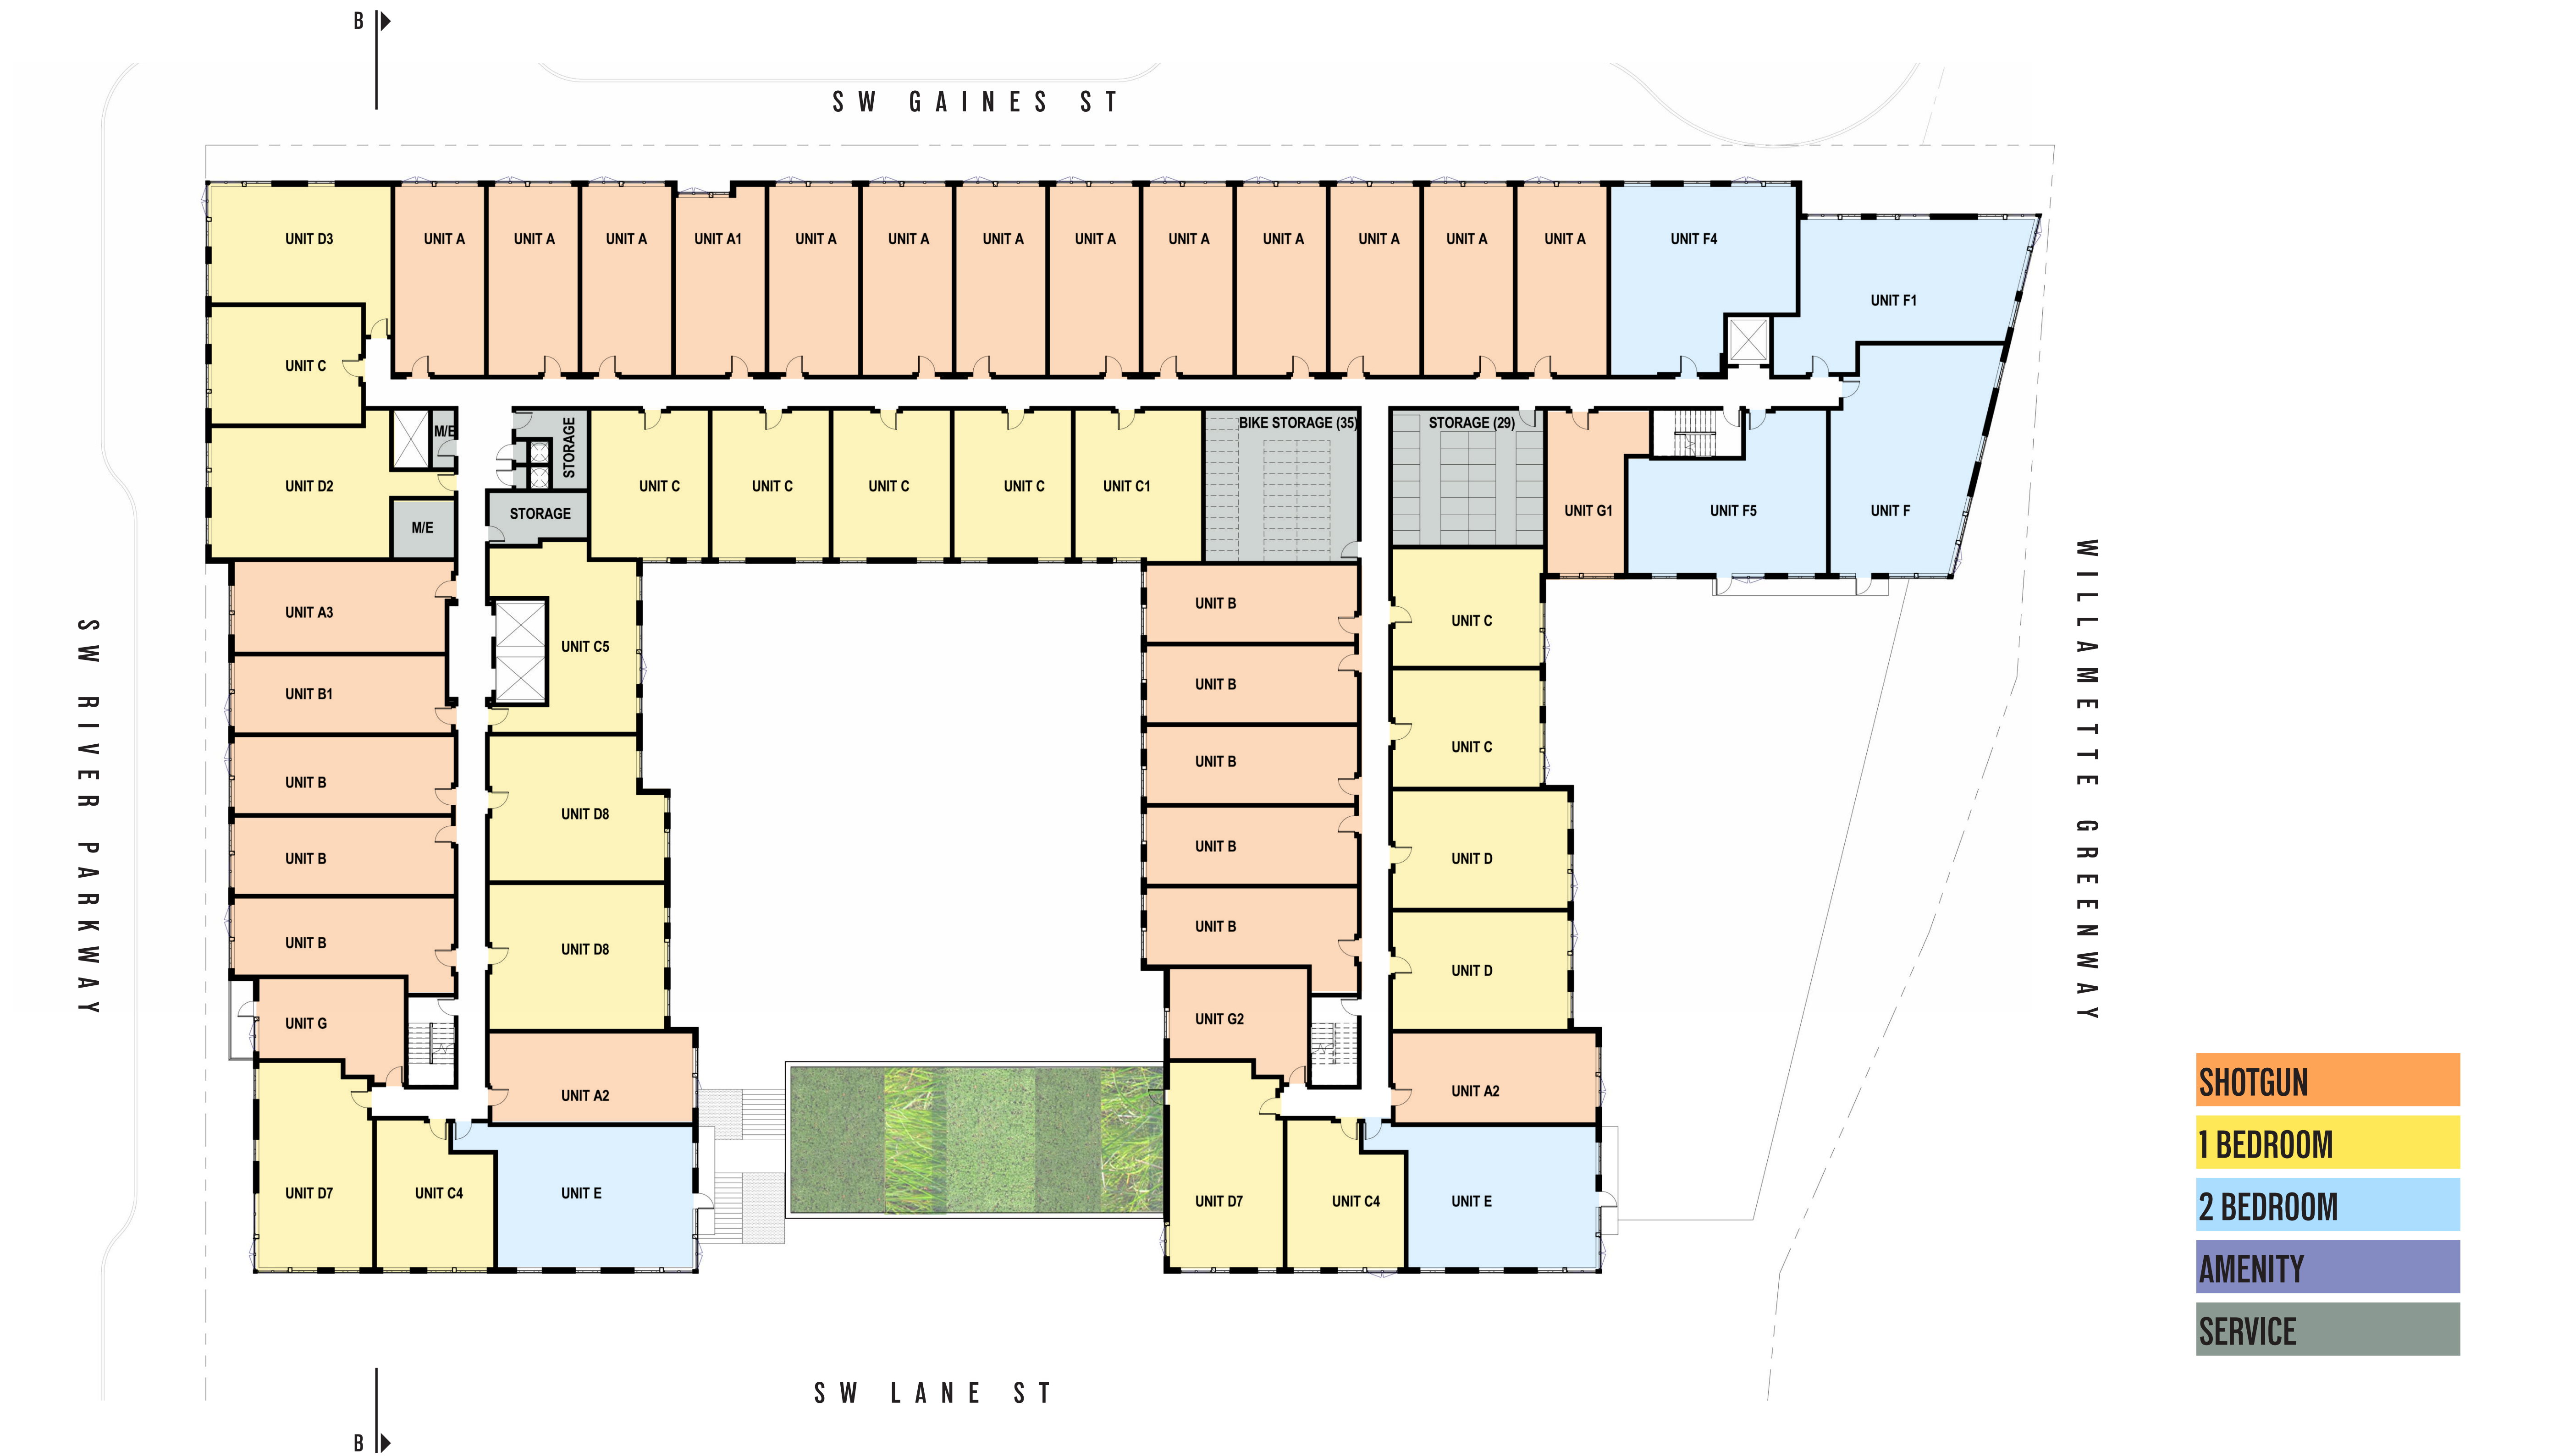 B
SW GAINES ST
UNIT D3
UNIT A
UNIT A
UNIT A
UNIT A1
UNIT A
UNIT A
UNIT A
UNIT A
UNIT A
UNIT A
UNIT A
UNIT A
UNIT A
UNIT F4
UNIT F1
UNIT C
M/E
STORAGE
BIKE STORAGE (35)
STORAGE (29)
UNIT D2
UNIT C
UNIT C
UNIT C
UNIT C
UNIT C1
STORAGE
M/E
UNIT G1
UNIT F5
UNIT F
UNIT A3
UNIT C5
UNIT B
UNIT C
UNIT B1
UNIT B
UNIT C
UNIT B
UNIT D8
UNIT B
UNIT B
UNIT B
UNIT D
UNIT B
UNIT D8
UNIT B
UNIT D
UNIT G
UNIT G2
UNIT A2
UNIT A2
UNIT D7
UNIT C4
UNIT E
UNIT D7
UNIT C4
UNIT E
SW RIVER PARKWAY
WILLAMETTE GREENWAY
SHOTGUN
1 BEDROOM
2 BEDROOM
AMENITY
SERVICE
SW LANE ST
B